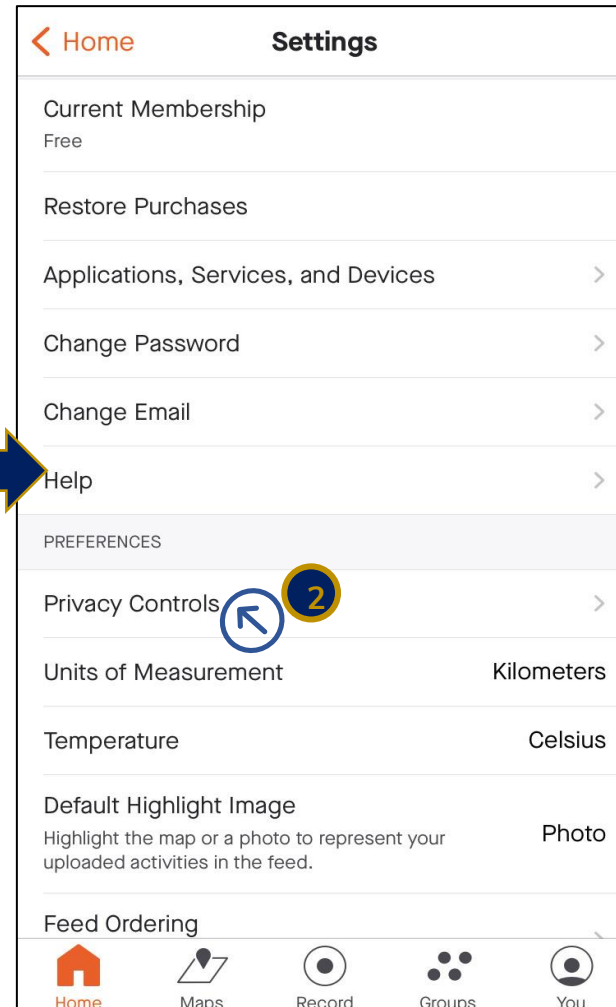 Home Settings
Current Membership
Free
Restore Purchases
Applications, Services, and Devices
Change Password
Change Email
Help
PREFERENCES
Privacy Controls 2
Units of Measurement Kilometers
Temperature Celsius
Default Highlight Image
Highlight the map or a photo to represent your
uploaded activities in the feed.
Photo
Feed Ordering
Home Maps Record Groups You